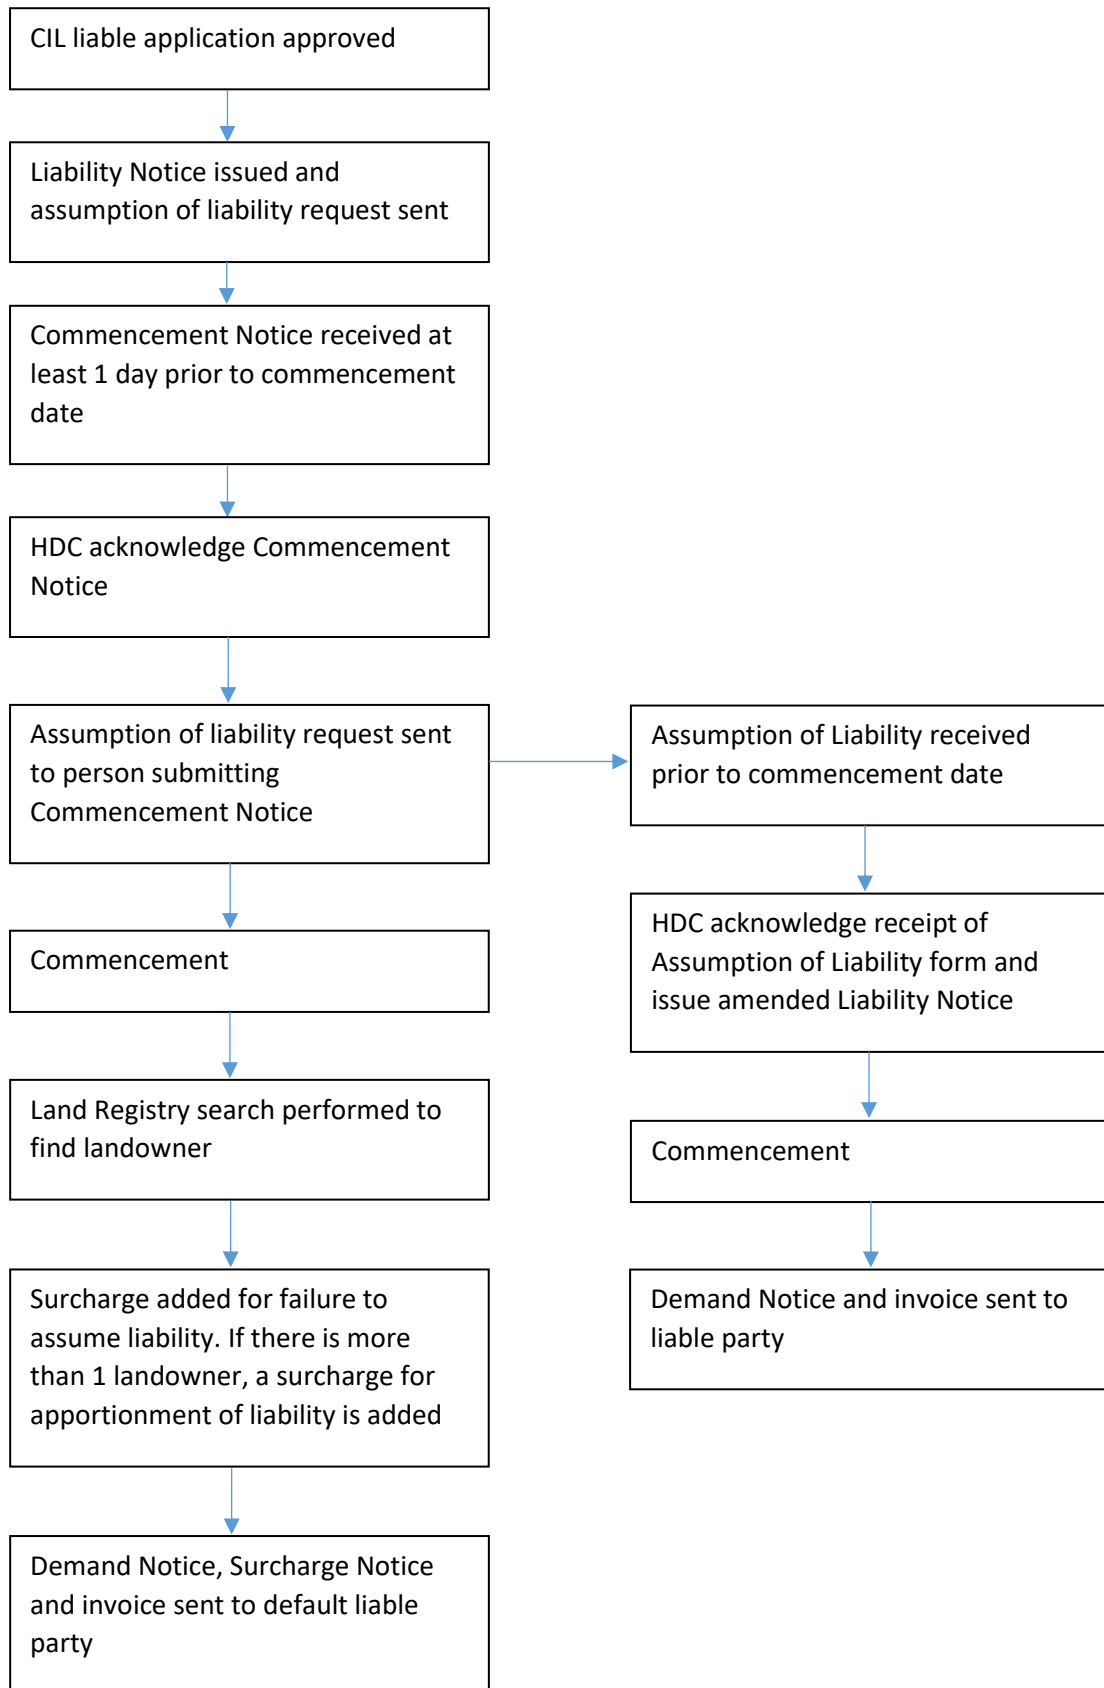 CIL liable application approved
Liability Notice issued and
assumption of liability request sent
Commencement Notice received at
least 1 day prior to commencement
date
HDC acknowledge Commencement
Notice
Assumption of liability request sent
to person submitting
Commencement Notice
Commencement
Land Registry search performed to
find landowner
Surcharge added for failure to
assume liability. If there is more
than 1 landowner, a surcharge for
apportionment of liability is added
Demand Notice, Surcharge Notice
and invoice sent to default liable
party
Assumption of Liability received
prior to commencement date
HDC acknowledge receipt of
Assumption of Liability form and
issue amended Liability Notice
Commencement
Demand Notice and invoice sent to
liable party